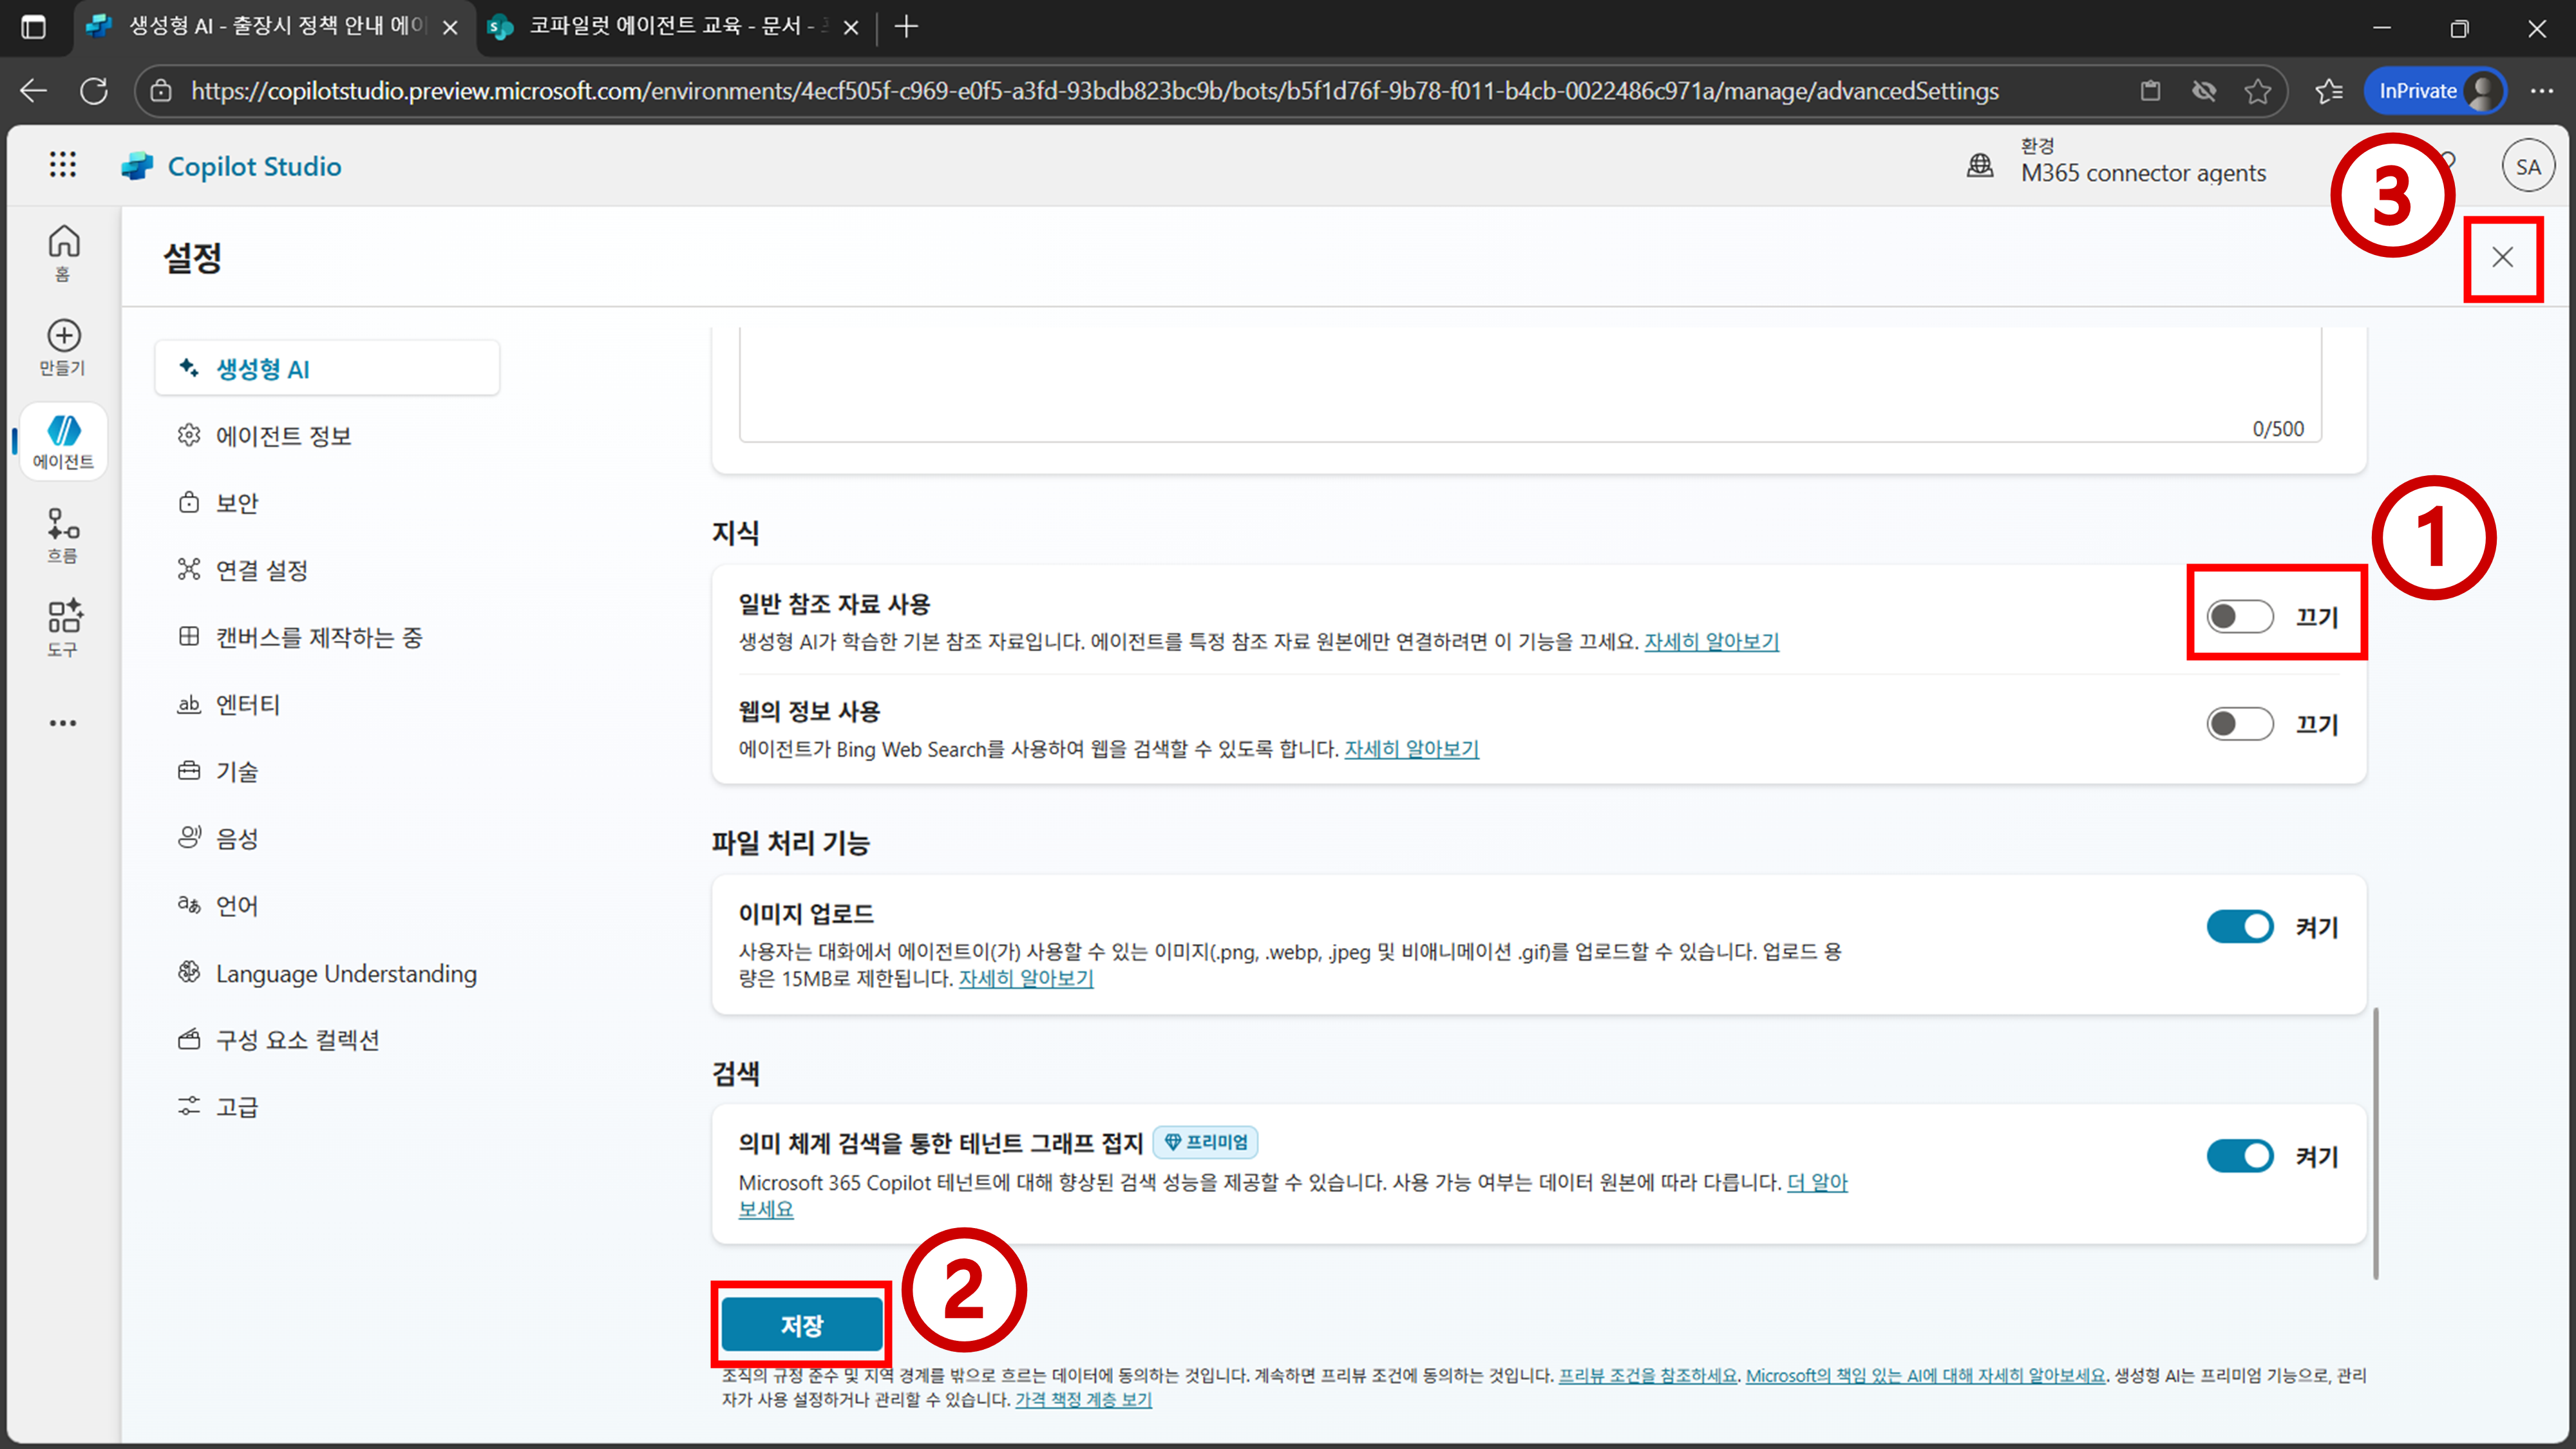 생성형 AI - 출장시 정책 안내 에이
코파일럿 에이전트 교육 - 문서 -
https://copilotstudio.preview.microsoft.com/environments/4ecf505f-c969-e0f5-a3fd-93bdb823bc9b/bots/b5f1d76f-9b78-f011-b4cb-0022486c971a/manage/advancedSettings
InPrivate
Copilot Studio
환경
M365 connector agents
SA
3
설정
홈
만들기
에이전트
흐름
도구
생성형 AI
에이전트 정보
보안
연결 설정
캔버스를 제작하는 중
엔터티
기술
음성
언어
Language Understanding
구성 요소 컬렉션
고급
0/500
지식
1
일반 참조 자료 사용
끄기
생성형 AI가 학습한 기본 참조 자료입니다. 에이전트를 특정 참조 자료 원본에만 연결하려면 이 기능을 끄세요. 자세히 알아보기
웹의 정보 사용
끄기
에이전트가 Bing Web Search를 사용하여 웹을 검색할 수 있도록 합니다. 자세히 알아보기
파일 처리 기능
이미지 업로드
켜기
사용자는 대화에서 에이전트이(가) 사용할 수 있는 이미지(.png, .webp, .jpeg 및 비애니메이션 .gif)를 업로드할 수 있습니다. 업로드 용
량은 15MB로 제한됩니다. 자세히 알아보기
검색
의미 체계 검색을 통한 테넌트 그래프 접지 프리미엄
켜기
Microsoft 365 Copilot 테넌트에 대해 향상된 검색 성능을 제공할 수 있습니다. 사용 가능 여부는 데이터 원본에 따라 다릅니다. 더 알아
보세요
저장
2
조직의 규정 준수 및 지역 경계를 밖으로 흐르는 데이터에 동의하는 것입니다. 계속하면 프리뷰 조건에 동의하는 것입니다. 프리뷰 조건을 참조하세요. Microsoft의 책임 있는 AI에 대해 자세히 알아보세요. 생성형 AI는 프리미엄 기능으로, 관리
자가 사용 설정하거나 관리할 수 있습니다. 가격 책정 계층 보기